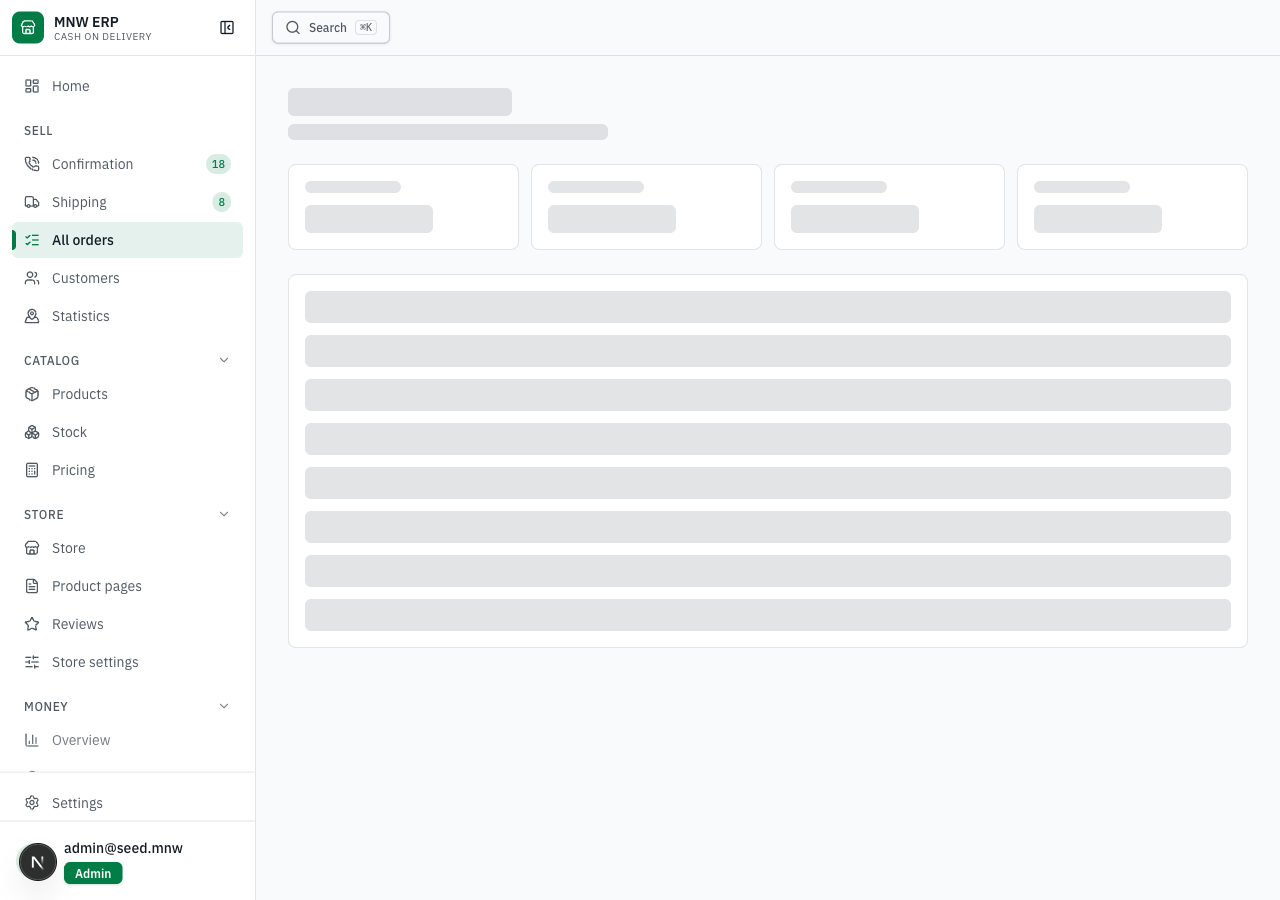 MNW ERP
CASH ON DELIVERY
Search ⌘K
Home
SELL
Confirmation 18
Shipping 8
All orders
Customers
Statistics
CATALOG
Products
Stock
Pricing
STORE
Store
Product pages
Reviews
Store settings
MONEY
Overview
Settings
N
admin@seed.mnw
Admin